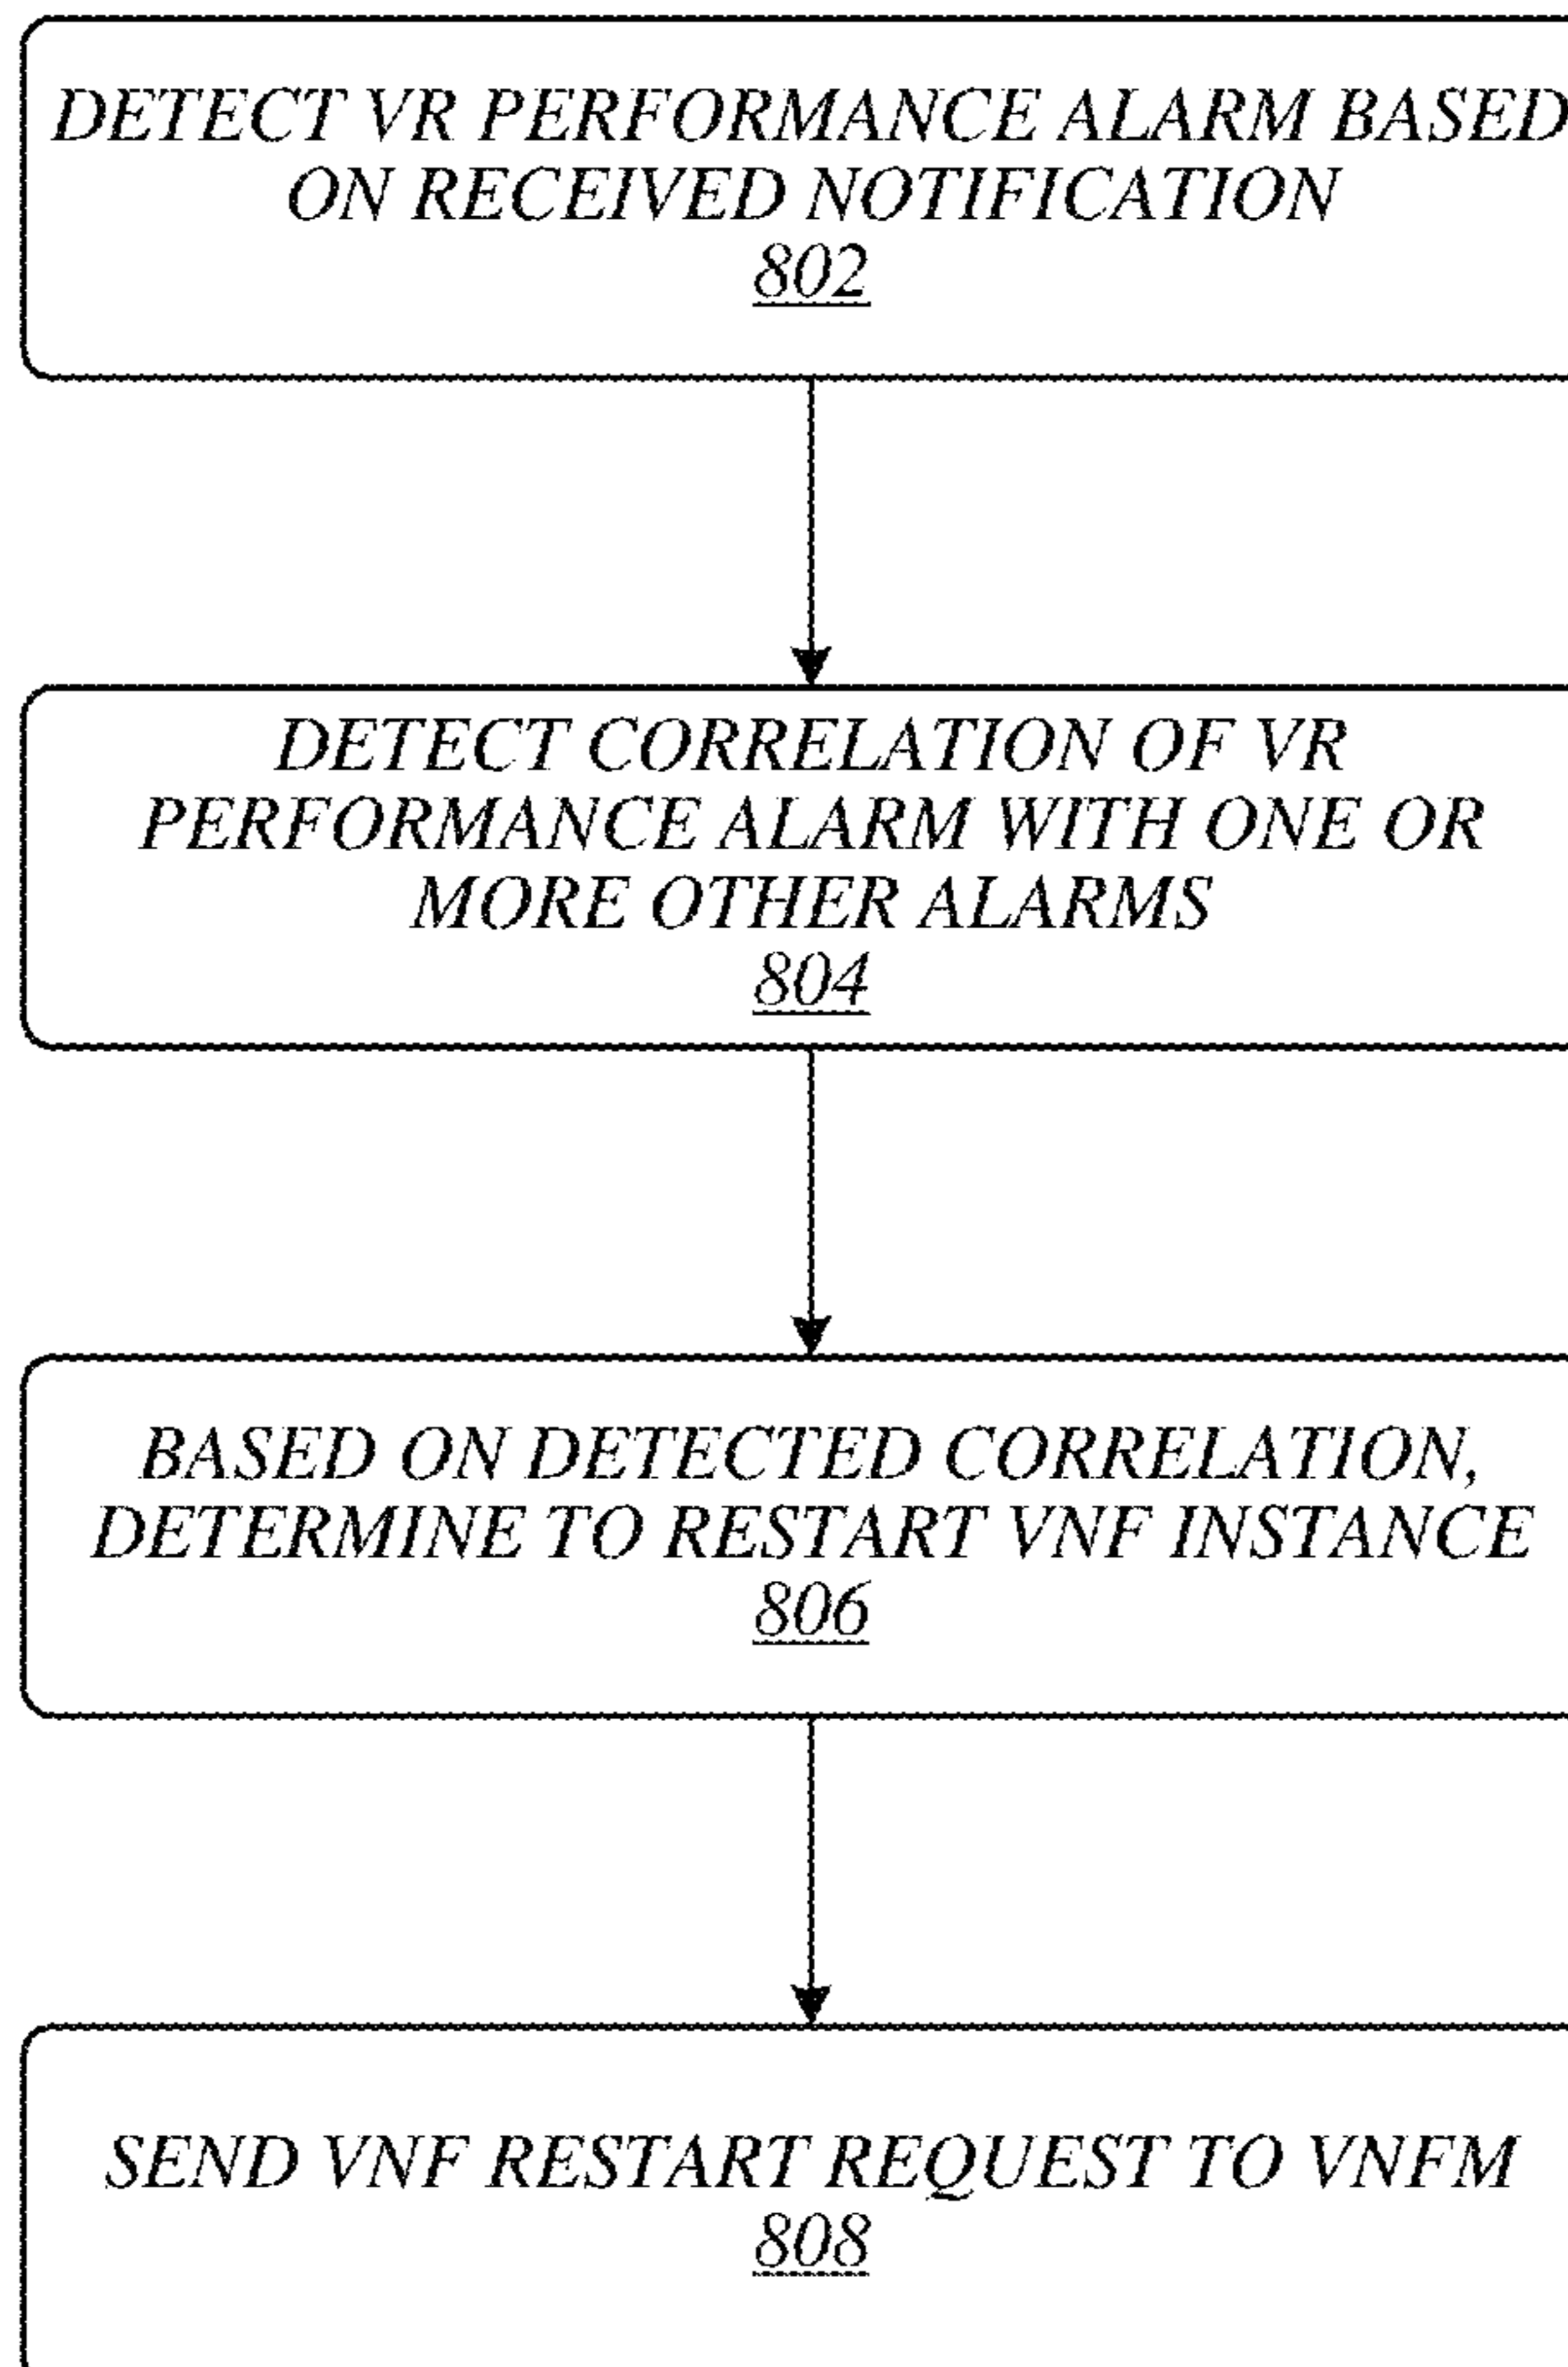 DETECT VR PERFORMANCE ALARM BASED
ON RECEIVED NOTIFICATION
802
DETECT CORRELATION OF VR
PERFORMANCE ALARM WITH ONE OR
MORE OTHER ALARMS
804
BASED ON DETECTED CORRELATION,
DETERMINE TO RESTART VNF INSTANCE
806
SEND VNF RESTART REQUEST TO VNFM
808